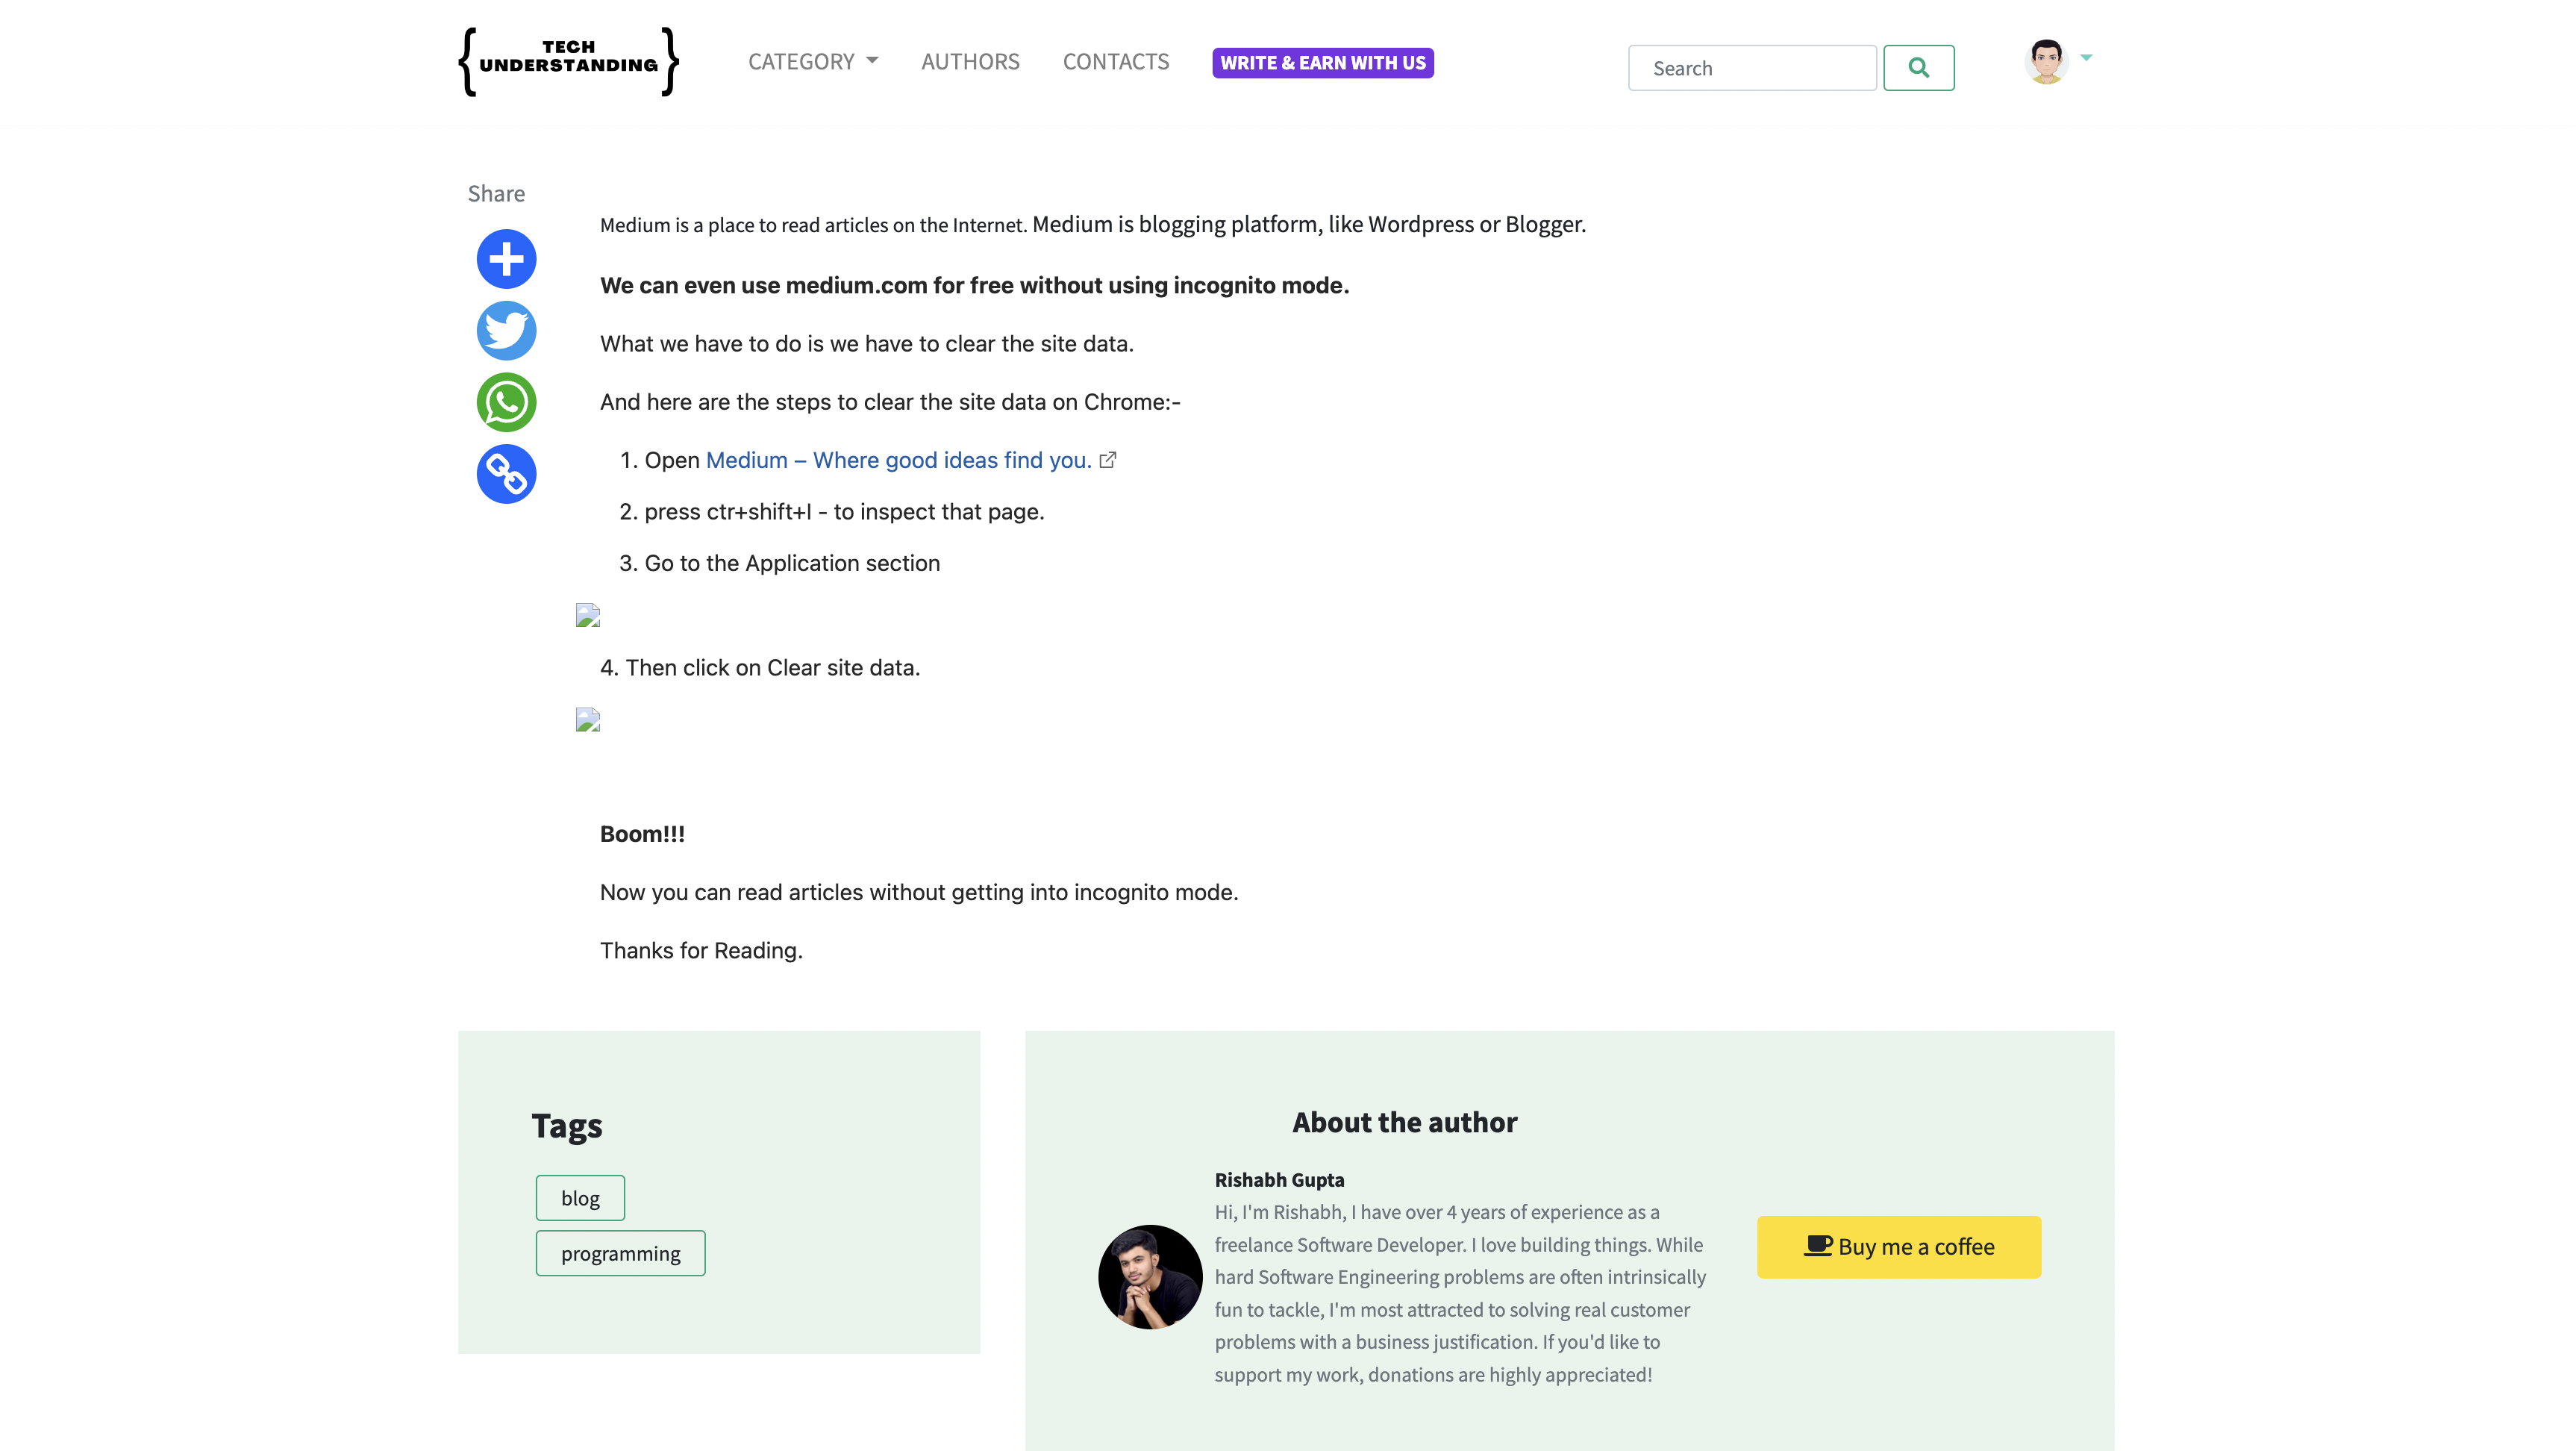 TECH
UNDERSTANDING
CATEGORY
AUTHORS
CONTACTS
WRITE & EARN WITH US
Search
Share
Medium is a place to read articles on the Internet. Medium is blogging platform, like Wordpress or Blogger.
We can even use medium.com for free without using incognito mode.
What we have to do is we have to clear the site data.
And here are the steps to clear the site data on Chrome:-
1. Open Medium – Where good ideas find you.
2. press ctr+shift+I - to inspect that page.
3. Go to the Application section
4. Then click on Clear site data.
Boom!!!
Now you can read articles without getting into incognito mode.
Thanks for Reading.
Tags
blog
programming
About the author
Rishabh Gupta
Hi, I'm Rishabh, I have over 4 years of experience as a
freelance Software Developer. I love building things. While
hard Software Engineering problems are often intrinsically
fun to tackle, I'm most attracted to solving real customer
problems with a business justification. If you'd like to
support my work, donations are highly appreciated!
Buy me a coffee